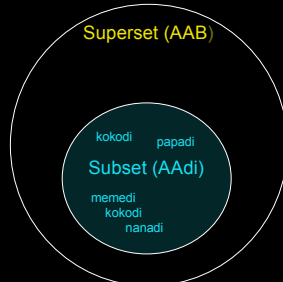 Superset (AAB)
kokodi
papadi
Subset (AAdi)
memedi
kokodi
nanadi